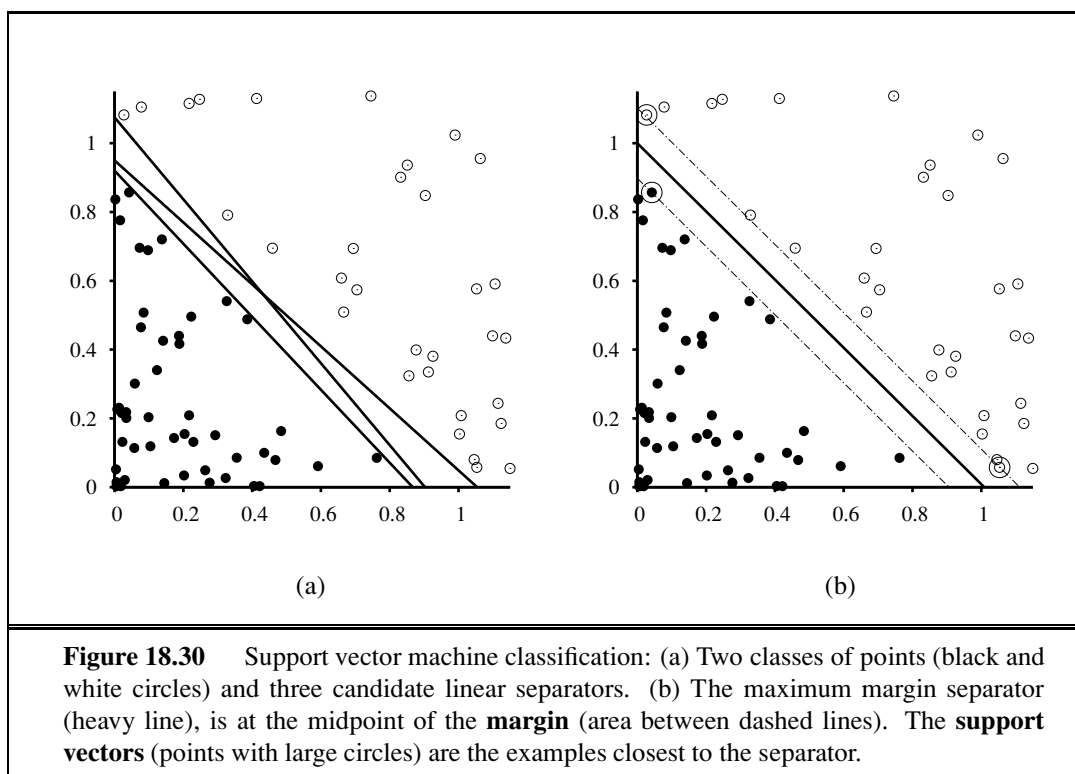 1
0.8
0.6
0.4
0.2
0
0 0.2 0.4 0.6 0.8 1
(a)
1
0.8
0.6
0.4
0.2
0
0 0.2 0.4 0.6 0.8 1
(b)
Figure 18.30 Support vector machine classification: (a) Two classes of points (black and
white circles) and three candidate linear separators. (b) The maximum margin separator
(heavy line), is at the midpoint of the margin (area between dashed lines). The support
vectors (points with large circles) are the examples closest to the separator.